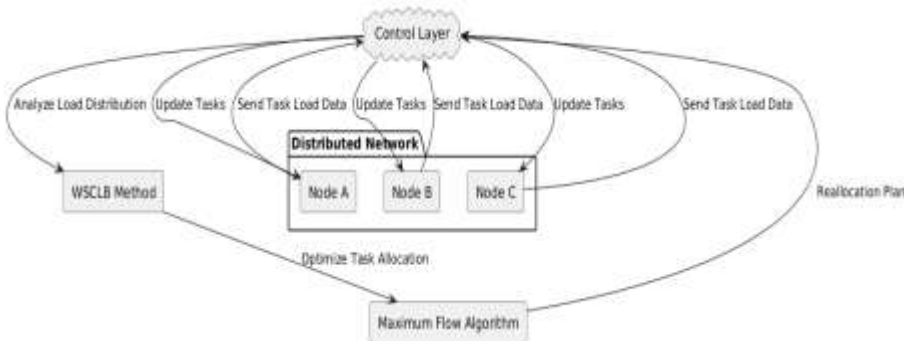 Control Layer
Analyze Load Distribution
Update Tasks
Send Task Load Data
Update Tasks
Send Task Load Data
Update Tasks
Send Task Load Data
Distributed Network
WSCLB Method
Node A
Node B
Node C
Reallocation Plan
Optimize Task Allocation
Maximum Flow Algorithm